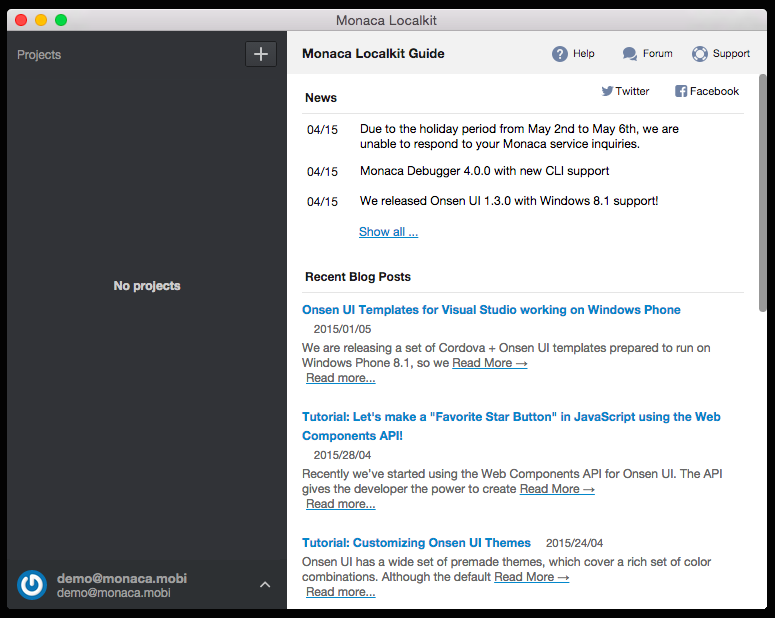 Monaca Localkit
Projects
No projects
demo@monaca.mobi
demo@monaca.mobi
Monaca Localkit Guide
Help
Forum
Support
Twitter
Facebook
News
04/15
Due to the holiday period from May 2nd to May 6th, we are
unable to respond to your Monaca service inquiries.
04/15
Monaca Debugger 4.0.0 with new CLI support
04/15
We released Onsen UI 1.3.0 with Windows 8.1 support!
Show all ...
Recent Blog Posts
Onsen UI Templates for Visual Studio working on Windows Phone
2015/01/05
We are releasing a set of Cordova + Onsen UI templates prepared to run on
Windows Phone 8.1, so we Read More →
Read more...
Tutorial: Let's make a "Favorite Star Button" in JavaScript using the Web
Components API!
2015/28/04
Recently we've started using the Web Components API for Onsen UI. The API
gives the developer the power to create Read More →
Read more...
Tutorial: Customizing Onsen UI Themes 2015/24/04
Onsen UI has a wide set of premade themes, which cover a rich set of color
combinations. Although the default Read More →
Read more...